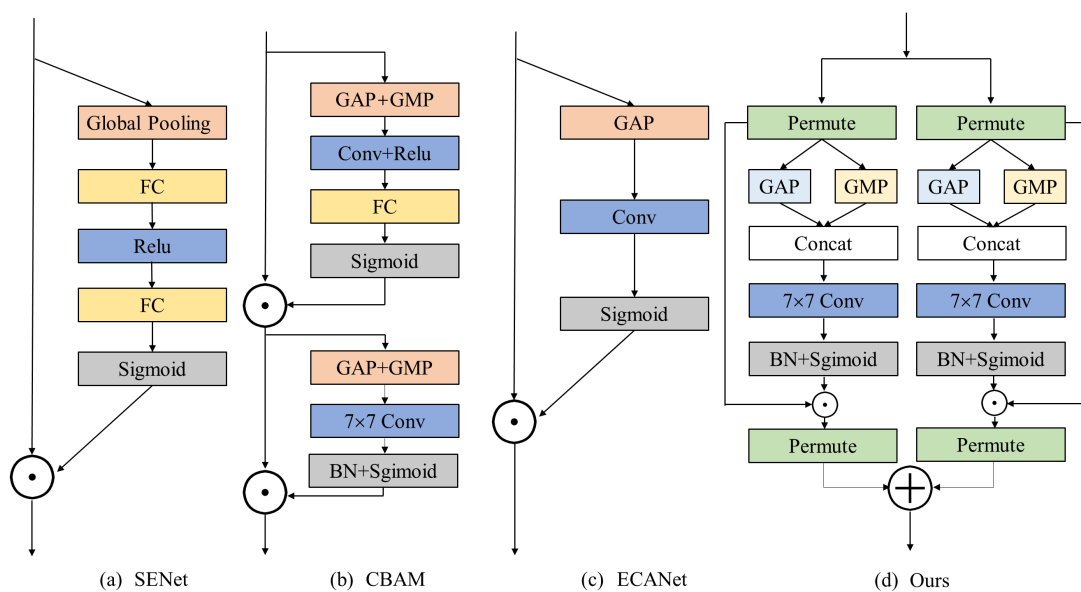 Global Pooling
FC
Relu
FC
Sigmoid
(a) SENet
GAP+GMP
Conv+Relu
FC
Sigmoid
GAP+GMP
7×7 Conv
BN+Sgimoid
(b) CBAM
GAP
Conv
Sigmoid
(c) ECANet
Permute
GAP GMP
Concat
7×7 Conv
BN+Sgimoid
Permute
Permute
GAP GMP
Concat
7×7 Conv
BN+Sgimoid
Permute
(d) Ours